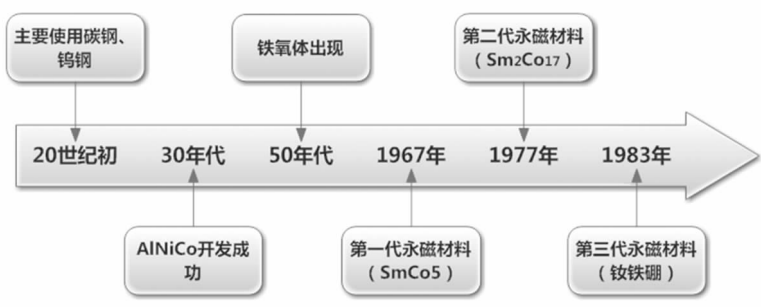 主要使用碳钢、
钨钢
铁氧体出现
第二代永磁材料
（Sm2Co17）
20世纪初
30年代
50年代
1967年
1977年
1983年
AlNiCo开发成
功
第一代永磁材料
（SmCo5）
第三代永磁材料
（钕铁硼）